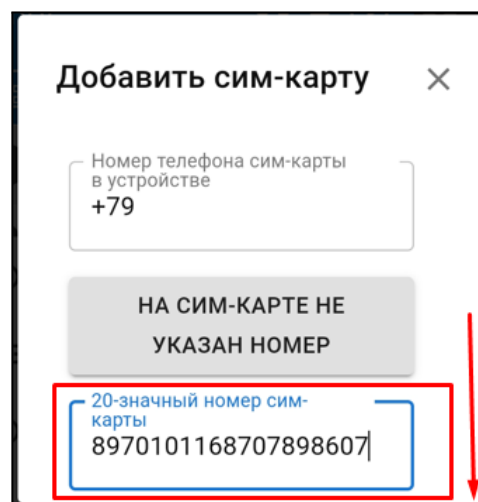 Добавить сим-карту
Номер телефона сим-карты
в устройстве
+79
НА СИМ-КАРТЕ НЕ
УКАЗАН НОМЕР
20-значный номер сим-
карты
8970101168707898607